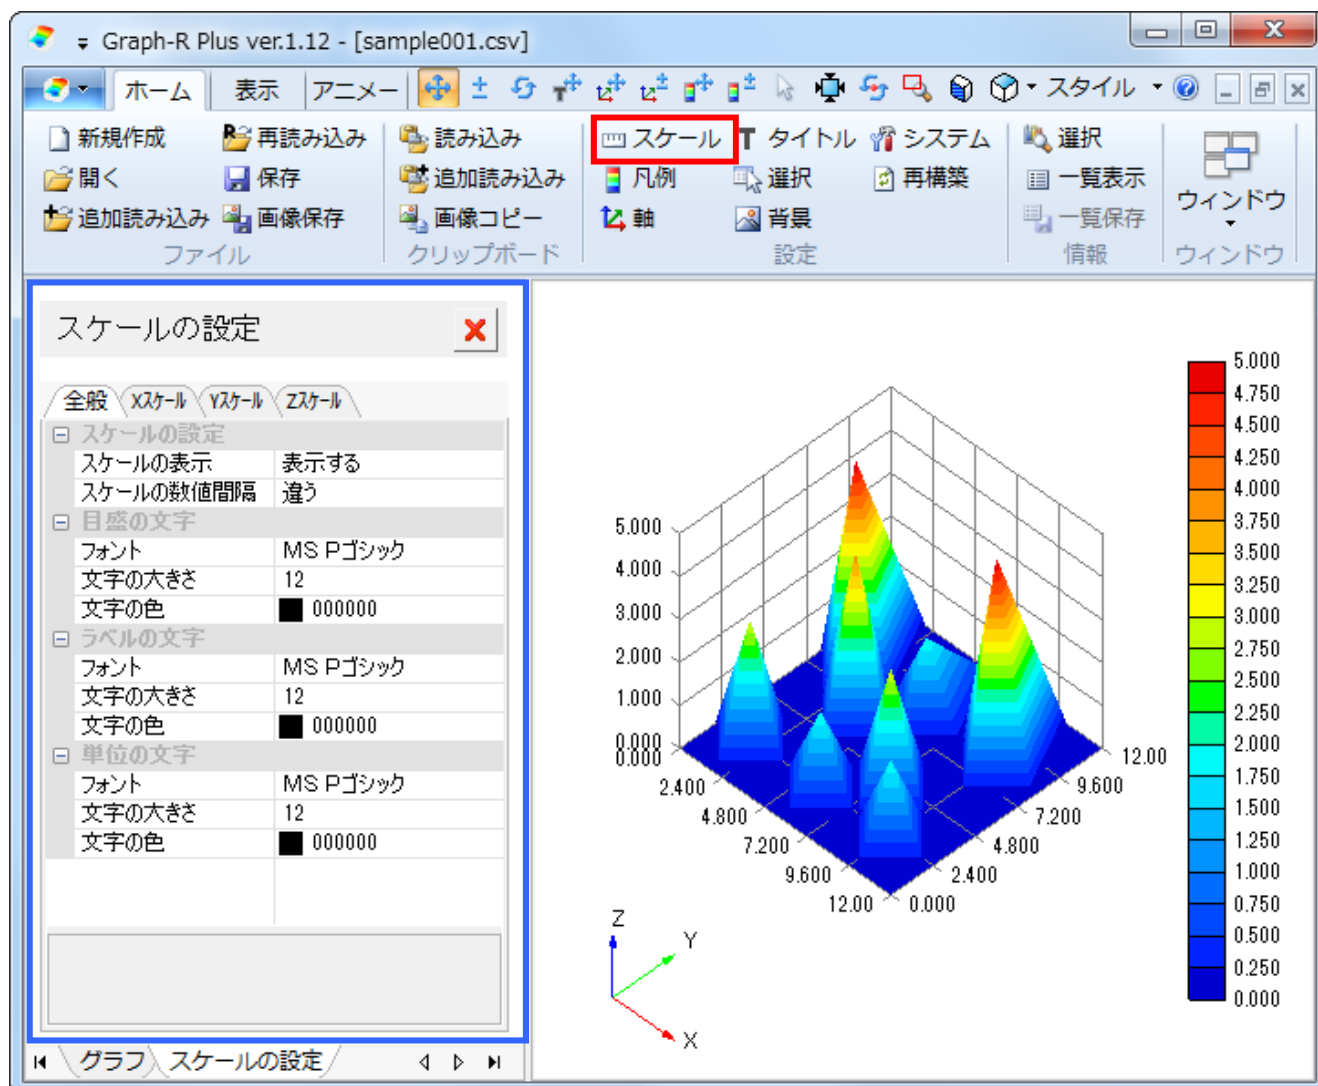 Graph-R Plus ver.1.12 - [sample001.csv]
ホーム 表示 アニメー スタイル
新規作成 再読み込み 読み込み スケール タイトル システム 選択
開く 保存 追加読み込み 凡例 選択 再構築 一覧表示 ウィンドウ
追加読み込み 画像保存 画像コピー 軸 背景 一覧保存
ファイル クリップボード 設定 情報 ウィンドウ
スケールの設定
全般 Xスケール Yスケール Zスケール
スケールの設定
スケールの表示 表示する
スケールの数値間隔 違う
目盛の文字
フォント MS Pゴシック
文字の大きさ 12
文字の色 000000
ラベルの文字
フォント MS Pゴシック
文字の大きさ 12
文字の色 000000
単位の文字
フォント MS Pゴシック
文字の大きさ 12
文字の色 000000
グラフ スケールの設定
5.000
4.000
3.000
2.000
1.000
0.000
0.000
2.400
4.800
7.200
9.600
12.00
0.000
2.400
4.800
7.200
9.600
12.00
Z
Y
X
5.000
4.750
4.500
4.250
4.000
3.750
3.500
3.250
3.000
2.750
2.500
2.250
2.000
1.750
1.500
1.250
1.000
0.750
0.500
0.250
0.000